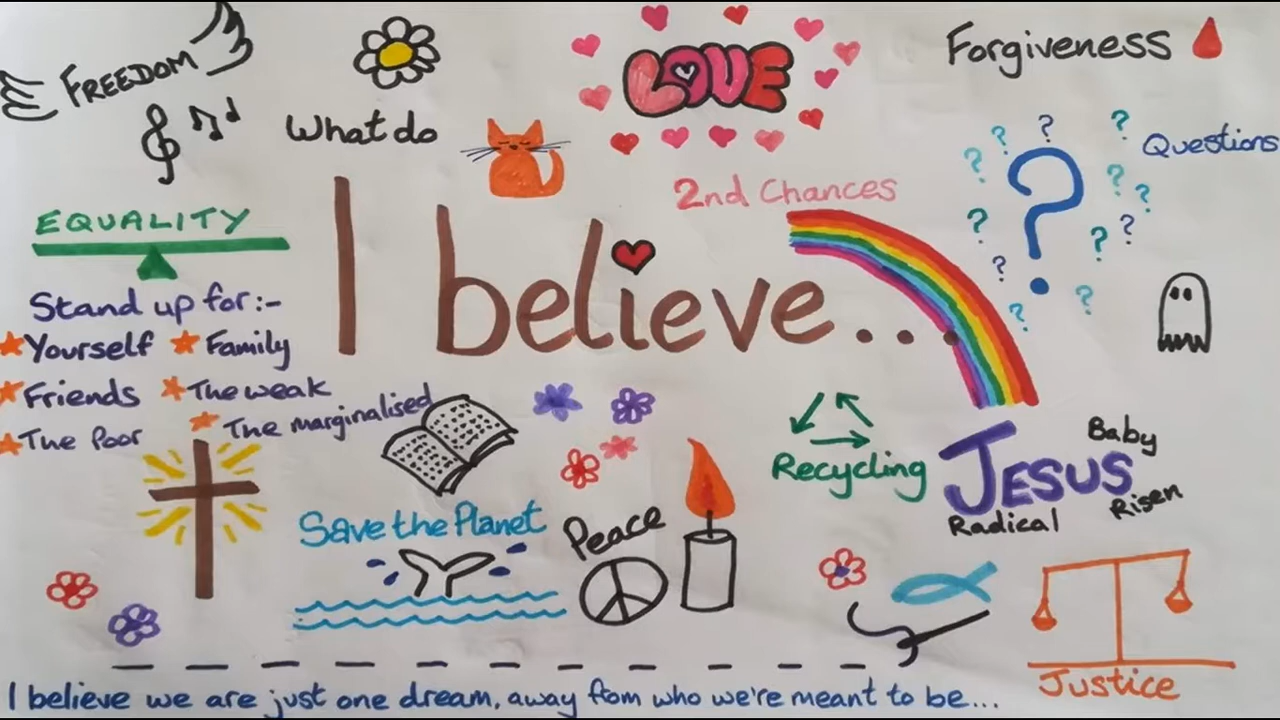 FREEDOM
What do
LOVE
Forgiveness
Questions
2nd Chances
EQUALITY
I believe...
Stand up for:-
Yourself
Family
Friends
The weak
The Poor
The marginalised
Recycling
Baby
JESUS
Radical
Risen
Save the Planet
Peace
Justice
I believe we are just one dream, away from who we're meant to be...